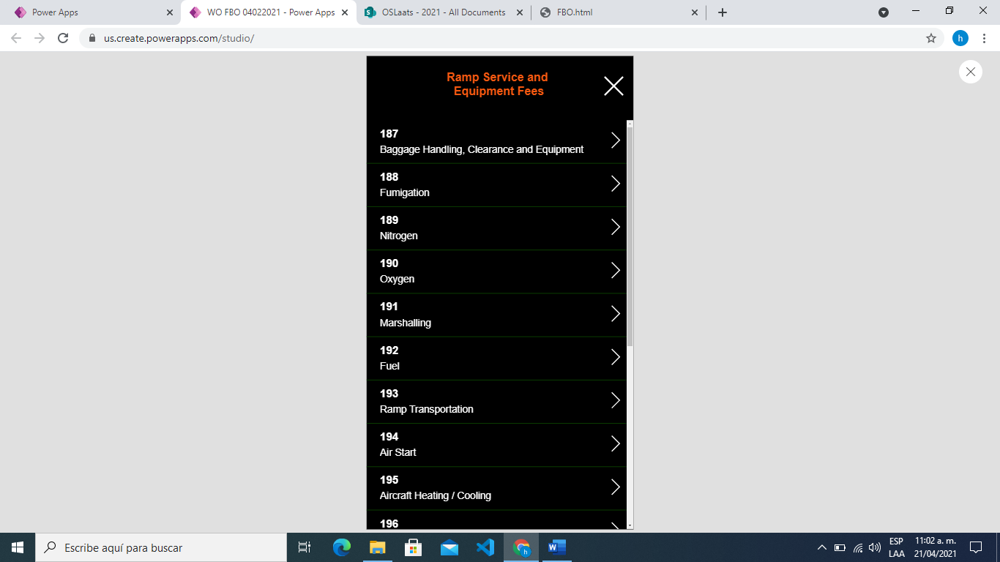 Power Apps
WO FBO 04022021 - Power Apps
OSLaats - 2021 - All Documents
FBO.html
us.create.powerapps.com/studio/
h
Ramp Service and
Equipment Fees
187
Baggage Handling, Clearance and Equipment
188
Fumigation
189
Nitrogen
190
Oxygen
191
Marshalling
192
Fuel
193
Ramp Transportation
194
Air Start
195
Aircraft Heating / Cooling
196
Escribe aquí para buscar
h
ESP
LAA
11:02 a. m.
21/04/2021